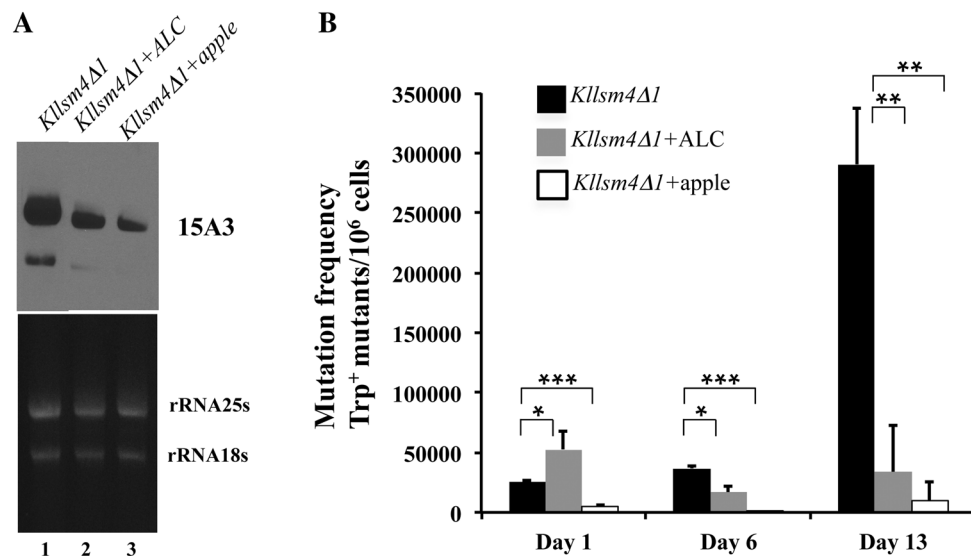 A
Kllsm4Δ1
Kllsm4Δ1+ALC
Kllsm4Δ1+apple
15A3
rRNA25s
rRNA18s
1 2 3
B
Mutation frequency
Trp⁺ mutants/10⁶ cells
350000
300000
250000
200000
150000
100000
50000
0
Kllsm4Δ1
Kllsm4Δ1+ALC
Kllsm4Δ1+apple
***
*
***
*
**
**
Day 1 Day 6 Day 13